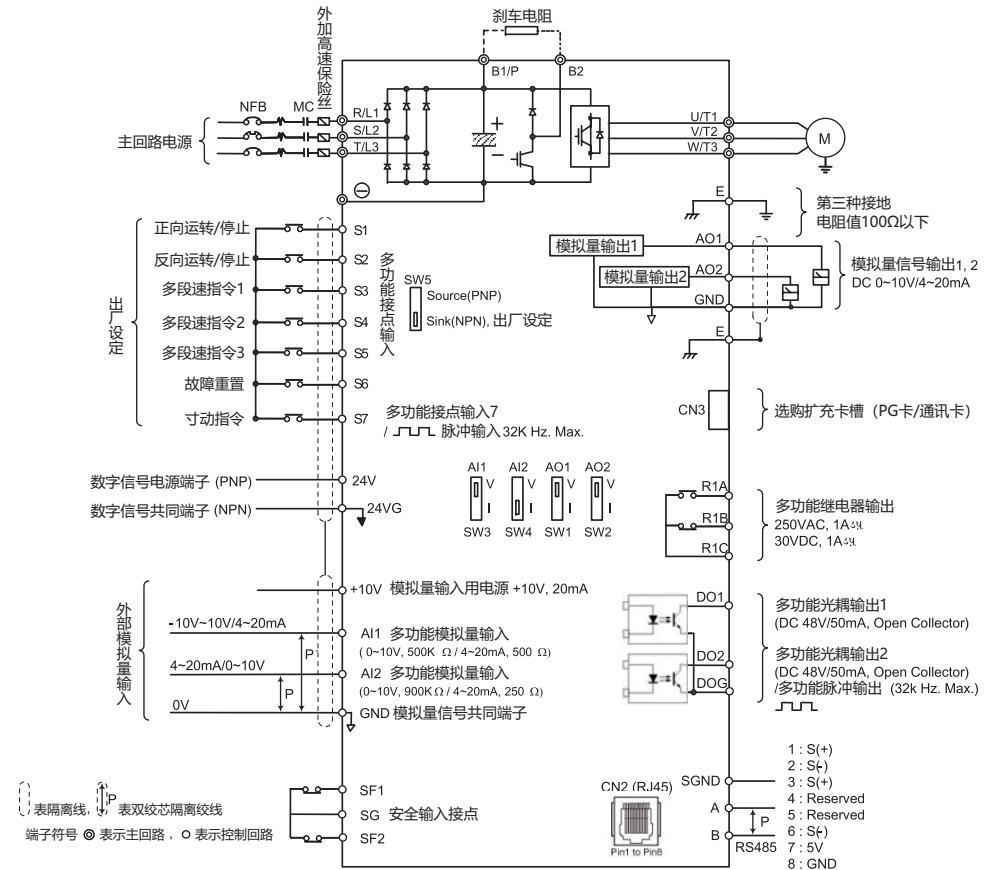 刹车电阻
外加高速保险丝
B1/P
B2
NFB
MC
主回路电源
R/L1
S/L2
T/L3
+
−
⊖
U/T1
V/T2
W/T3
M
E
第三种接地
电阻值100Ω以下
出厂设定
正向运转/停止
S1
反向运转/停止
S2
多段速指令1
S3
多段速指令2
S4
多段速指令3
S5
故障重置
S6
寸动指令
S7
多功能接点输入
SW5
Source(PNP)
Sink(NPN), 出厂设定
多功能接点输入7
/ 脉冲输入 32K Hz. Max.
模拟量输出1
模拟量输出2
AO1
AO2
GND
E
模拟量信号输出1, 2
DC 0~10V/4~20mA
CN3
选购扩充卡槽（PG卡/通讯卡）
数字信号电源端子 (PNP)
24V
数字信号共同端子 (NPN)
24VG
AI1
AI2
AO1
AO2
V
V
V
V
I
I
I
I
SW3
SW4
SW1
SW2
R1A
R1B
R1C
多功能继电器输出
250VAC, 1A
30VDC, 1A
外部模拟量输入
+10V 模拟量输入用电源 +10V, 20mA
-10V~10V/4~20mA
P
AI1 多功能模拟量输入
( 0~10V, 500K Ω / 4~20mA, 500 Ω)
4~20mA/0~10V
P
AI2 多功能模拟量输入
(0~10V, 900K Ω / 4~20mA, 250 Ω)
0V
GND 模拟量信号共同端子
DO1
DO2
DOG
多功能光耦输出1
(DC 48V/50mA, Open Collector)
多功能光耦输出2
(DC 48V/50mA, Open Collector)
/多功能脉冲输出 (32k Hz. Max.)
SF1
SG 安全输入接点
SF2
CN2 (RJ45)
Pin1 to Pin8
SGND
A
B
P
RS485
1 : S(+)
2 : S(-)
3 : S(+)
4 : Reserved
5 : Reserved
6 : S(-)
7 : 5V
8 : GND
表隔离线, P 表双绞芯隔离绞线
端子符号 ◎ 表示主回路，○ 表示控制回路